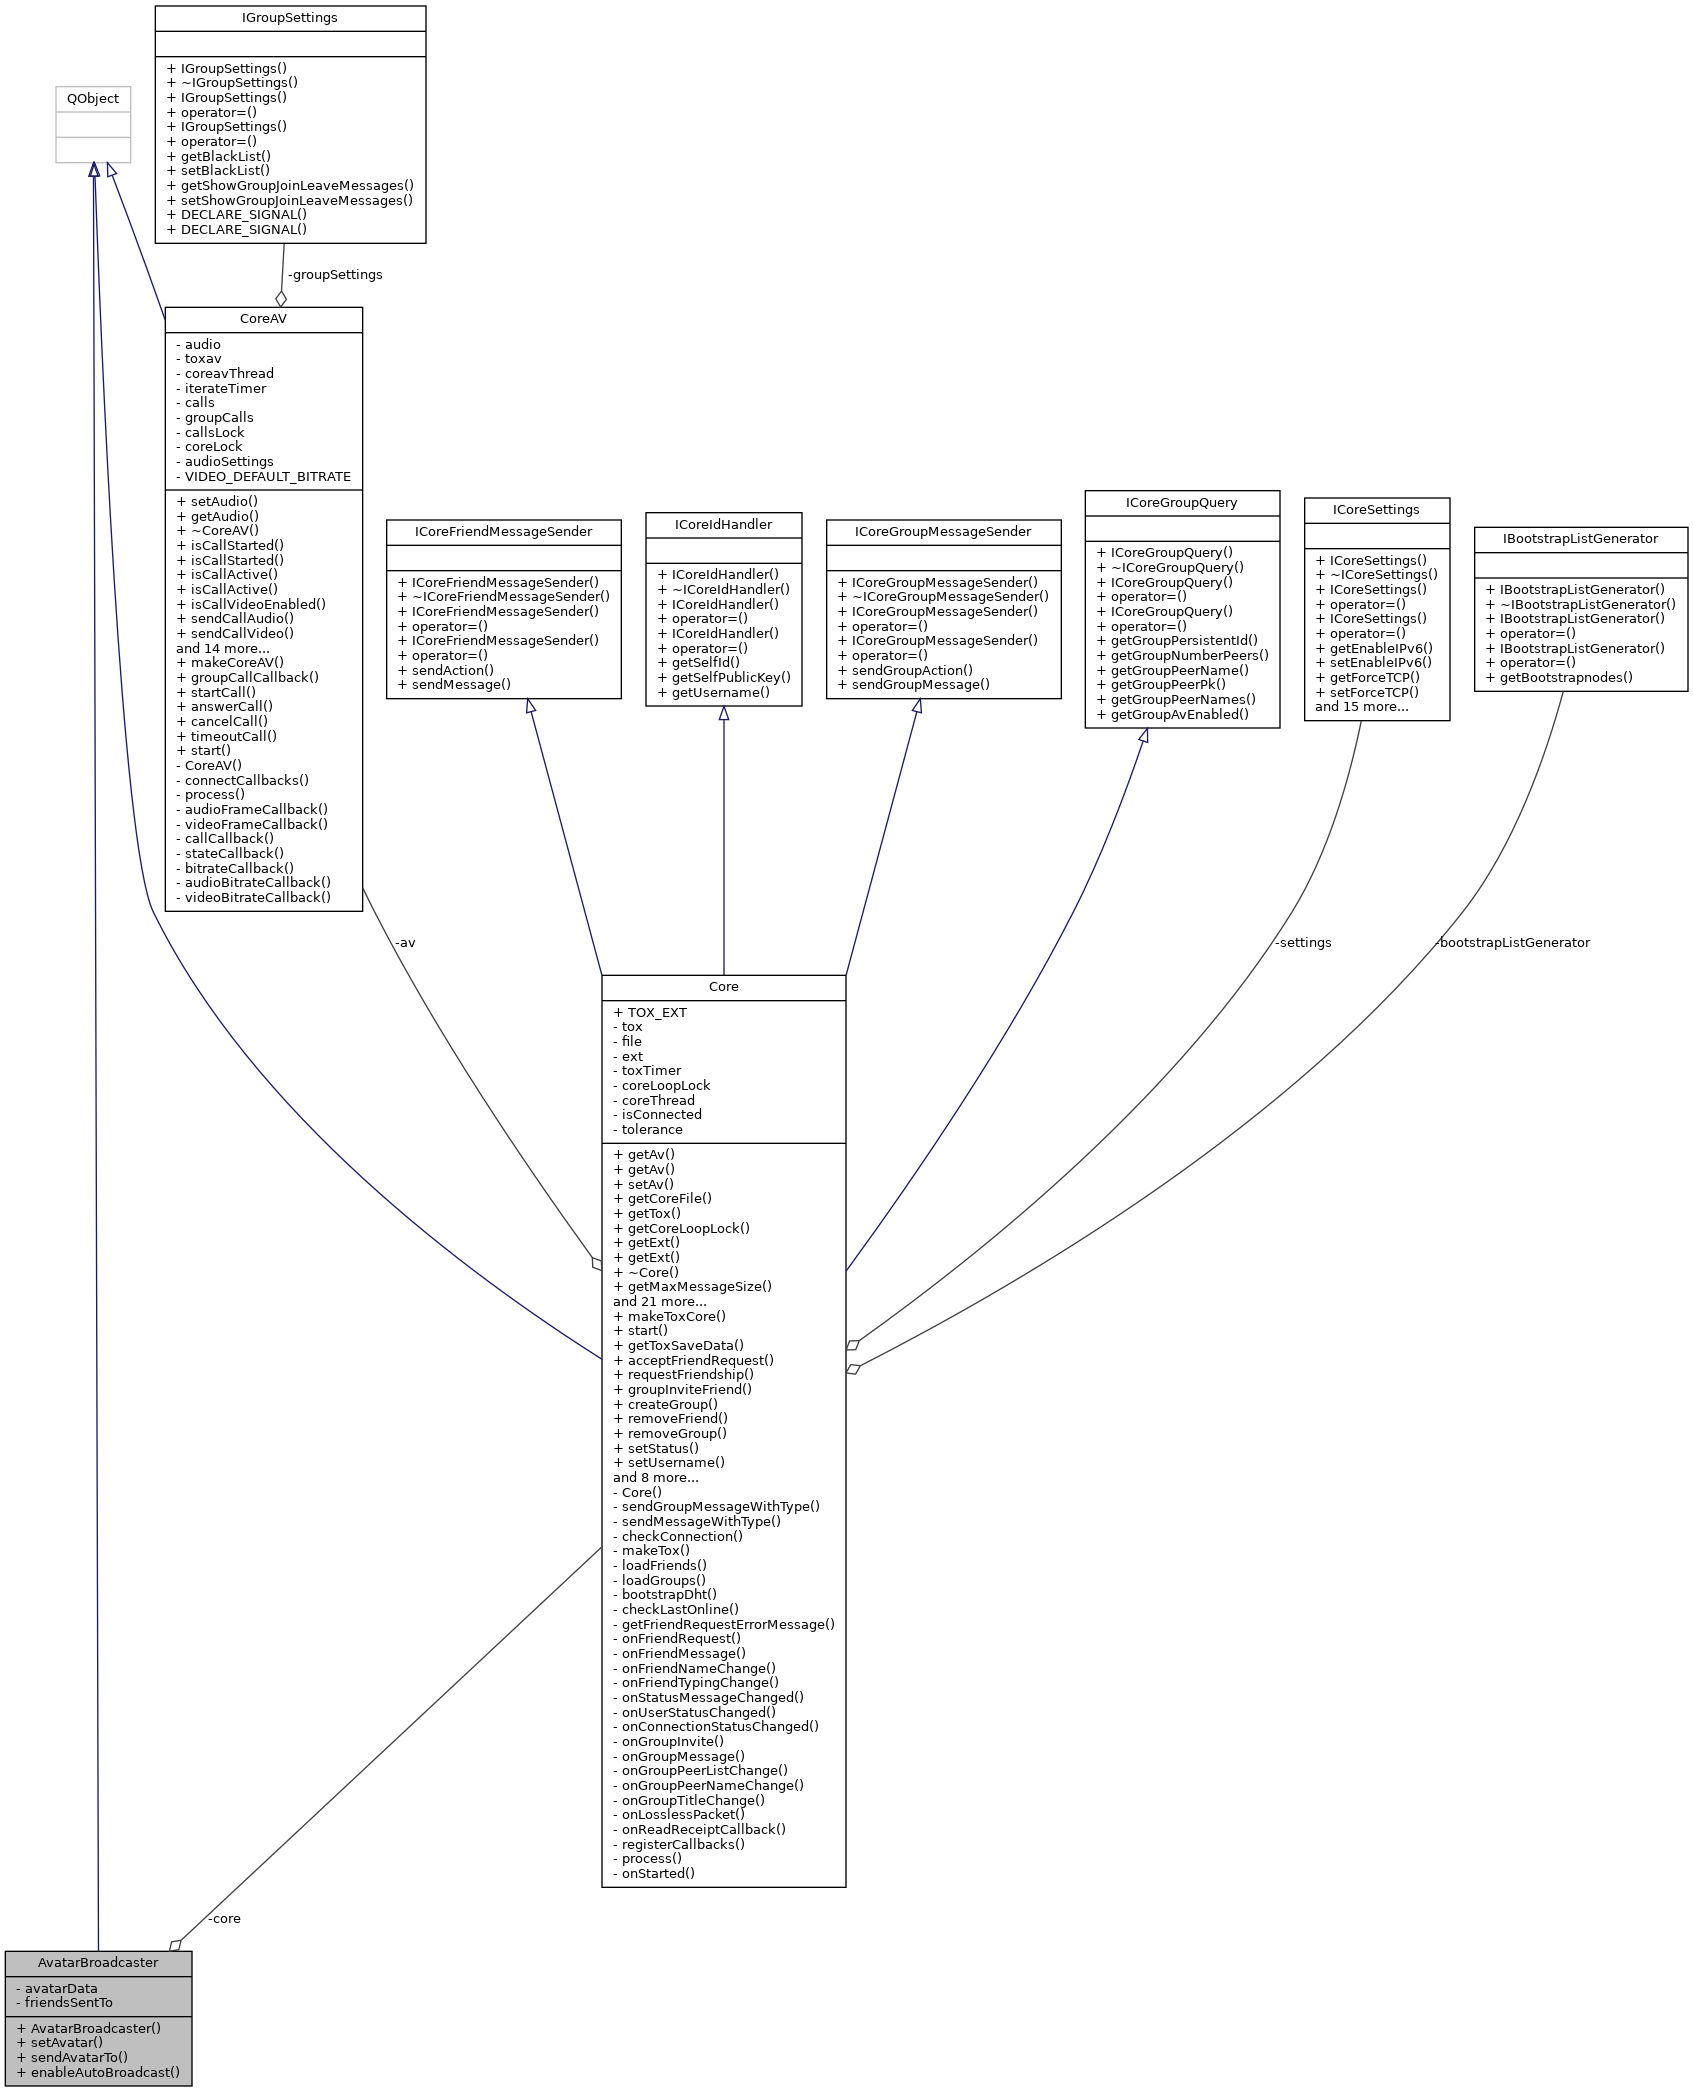 IGroupSettings
+ IGroupSettings()
+ ~IGroupSettings()
+ IGroupSettings()
+ operator=()
+ IGroupSettings()
+ operator=()
+ getBlackList()
+ setBlackList()
+ getShowGroupJoinLeaveMessages()
+ setShowGroupJoinLeaveMessages()
+ DECLARE_SIGNAL()
+ DECLARE_SIGNAL()
QObject
-groupSettings
CoreAV
- audio
- toxav
- coreavThread
- iterateTimer
- calls
- groupCalls
- callsLock
- coreLock
- audioSettings
- VIDEO_DEFAULT_BITRATE
+ setAudio()
+ getAudio()
+ ~CoreAV()
+ isCallStarted()
+ isCallStarted()
+ isCallActive()
+ isCallActive()
+ isCallVideoEnabled()
+ sendCallAudio()
+ sendCallVideo()
and 14 more...
+ makeCoreAV()
+ groupCallCallback()
+ startCall()
+ answerCall()
+ cancelCall()
+ timeoutCall()
+ start()
- CoreAV()
- connectCallbacks()
- process()
- audioFrameCallback()
- videoFrameCallback()
- callCallback()
- stateCallback()
- bitrateCallback()
- audioBitrateCallback()
- videoBitrateCallback()
ICoreFriendMessageSender
+ ICoreFriendMessageSender()
+ ~ICoreFriendMessageSender()
+ ICoreFriendMessageSender()
+ operator=()
+ ICoreFriendMessageSender()
+ operator=()
+ sendAction()
+ sendMessage()
ICoreIdHandler
+ ICoreIdHandler()
+ ~ICoreIdHandler()
+ ICoreIdHandler()
+ operator=()
+ ICoreIdHandler()
+ operator=()
+ getSelfId()
+ getSelfPublicKey()
+ getUsername()
ICoreGroupMessageSender
+ ICoreGroupMessageSender()
+ ~ICoreGroupMessageSender()
+ ICoreGroupMessageSender()
+ operator=()
+ ICoreGroupMessageSender()
+ operator=()
+ sendGroupAction()
+ sendGroupMessage()
ICoreGroupQuery
+ ICoreGroupQuery()
+ ~ICoreGroupQuery()
+ ICoreGroupQuery()
+ operator=()
+ ICoreGroupQuery()
+ operator=()
+ getGroupPersistentId()
+ getGroupNumberPeers()
+ getGroupPeerName()
+ getGroupPeerPk()
+ getGroupPeerNames()
+ getGroupAvEnabled()
ICoreSettings
+ ICoreSettings()
+ ~ICoreSettings()
+ ICoreSettings()
+ operator=()
+ ICoreSettings()
+ operator=()
+ getEnableIPv6()
+ setEnableIPv6()
+ getForceTCP()
+ setForceTCP()
and 15 more...
IBootstrapListGenerator
+ IBootstrapListGenerator()
+ ~IBootstrapListGenerator()
+ IBootstrapListGenerator()
+ operator=()
+ IBootstrapListGenerator()
+ operator=()
+ getBootstrapnodes()
-av
-settings
-bootstrapListGenerator
Core
+ TOX_EXT
- tox
- file
- ext
- toxTimer
- coreLoopLock
- coreThread
- isConnected
- tolerance
+ getAv()
+ getAv()
+ setAv()
+ getCoreFile()
+ getTox()
+ getCoreLoopLock()
+ getExt()
+ getExt()
+ ~Core()
+ getMaxMessageSize()
and 21 more...
+ makeToxCore()
+ start()
+ getToxSaveData()
+ acceptFriendRequest()
+ requestFriendship()
+ groupInviteFriend()
+ createGroup()
+ removeFriend()
+ removeGroup()
+ setStatus()
+ setUsername()
and 8 more...
- Core()
- sendGroupMessageWithType()
- sendMessageWithType()
- checkConnection()
- makeTox()
- loadFriends()
- loadGroups()
- bootstrapDht()
- checkLastOnline()
- getFriendRequestErrorMessage()
- onFriendRequest()
- onFriendMessage()
- onFriendNameChange()
- onFriendTypingChange()
- onStatusMessageChanged()
- onUserStatusChanged()
- onConnectionStatusChanged()
- onGroupInvite()
- onGroupMessage()
- onGroupPeerListChange()
- onGroupPeerNameChange()
- onGroupTitleChange()
- onLosslessPacket()
- onReadReceiptCallback()
- registerCallbacks()
- process()
- onStarted()
-core
AvatarBroadcaster
- avatarData
- friendsSentTo
+ AvatarBroadcaster()
+ setAvatar()
+ sendAvatarTo()
+ enableAutoBroadcast()